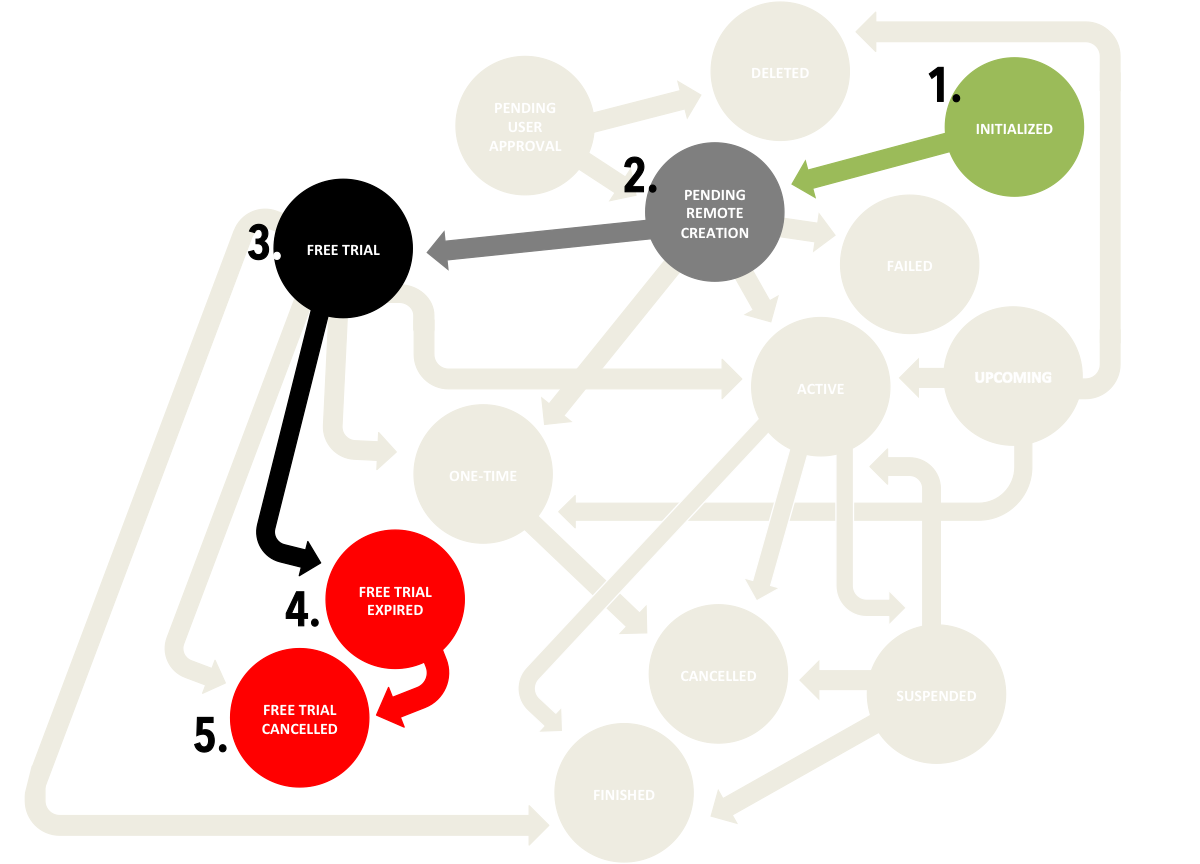 DELETED
1.
INITIALIZED
PENDING
USER
APPROVAL
2.
PENDING
REMOTE
CREATION
3.
FREE TRIAL
FAILED
ACTIVE
UPCOMING
ONE-TIME
4.
FREE TRIAL
EXPIRED
5.
FREE TRIAL
CANCELLED
CANCELLED
SUSPENDED
FINISHED